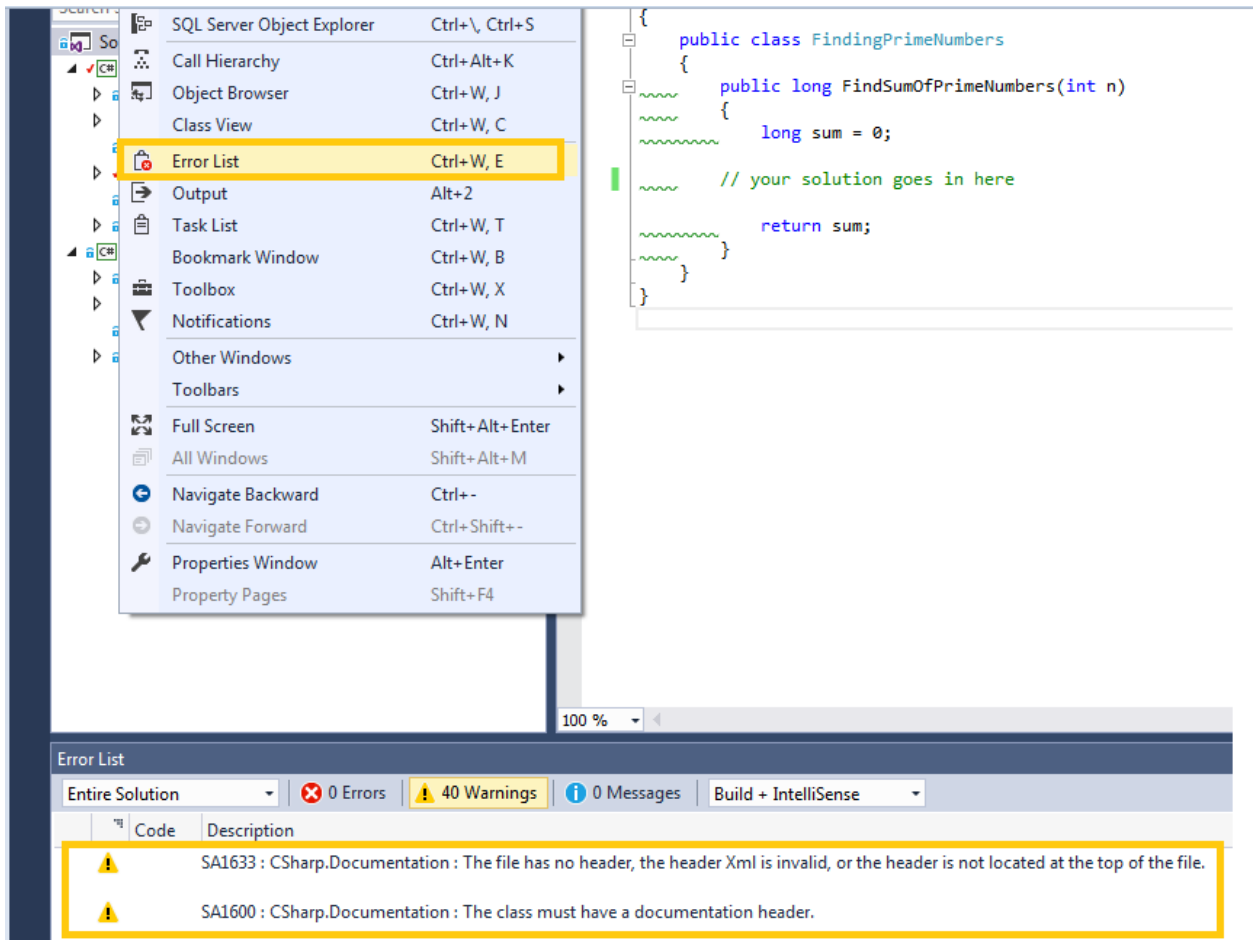 So
C#
C#
SQL Server Object Explorer Ctrl+\, Ctrl+S
Call Hierarchy Ctrl+Alt+K
Object Browser Ctrl+W, J
Class View Ctrl+W, C
Error List Ctrl+W, E
Output Alt+2
Task List Ctrl+W, T
Bookmark Window Ctrl+W, B
Toolbox Ctrl+W, X
Notifications Ctrl+W, N
Other Windows
Toolbars
Full Screen Shift+Alt+Enter
All Windows Shift+Alt+M
Navigate Backward Ctrl+-
Navigate Forward Ctrl+Shift+-
Properties Window Alt+Enter
Property Pages Shift+F4
{
public class FindingPrimeNumbers
{
public long FindSumOfPrimeNumbers(int n)
{
long sum = 0;
// your solution goes in here
return sum;
}
}
}
100 %
Error List
Entire Solution 0 Errors 40 Warnings 0 Messages Build + IntelliSense
Code Description
SA1633 : CSharp.Documentation : The file has no header, the header Xml is invalid, or the header is not located at the top of the file.
SA1600 : CSharp.Documentation : The class must have a documentation header.